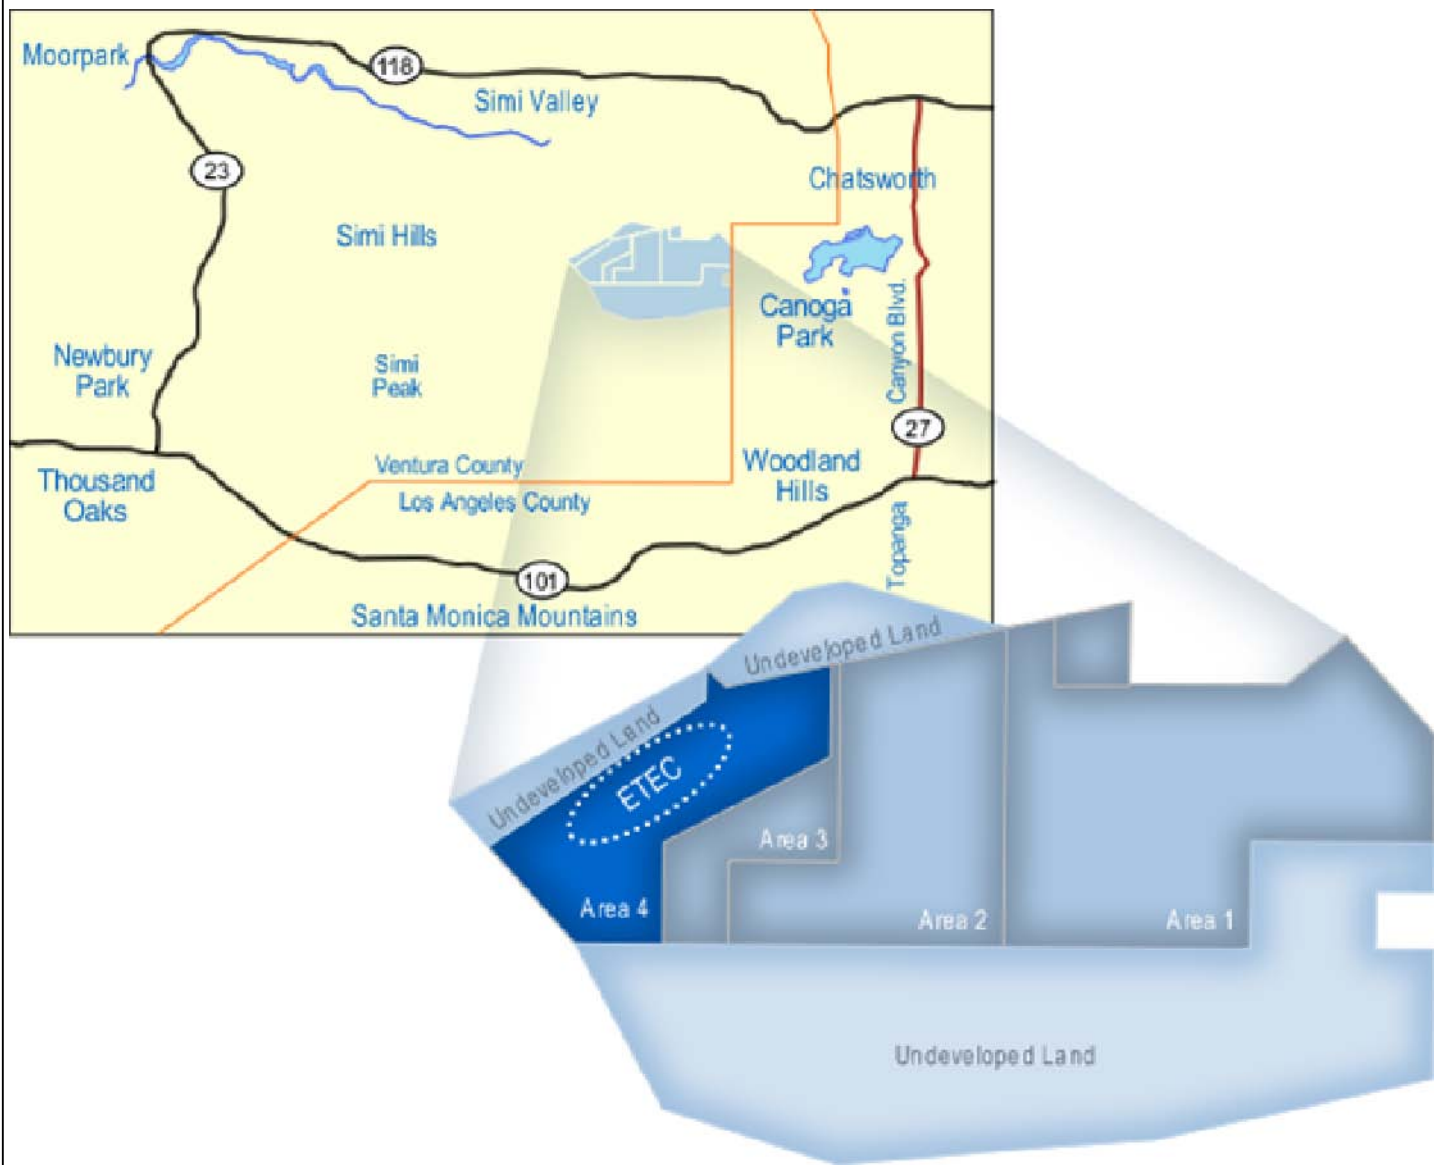 Moorpark
118
Simi Valley
23
Chatsworth
Simi Hills
Canoga
Park
Canyon Blvd.
Newbury
Park
Simi
Peak
27
Ventura County
Los Angeles County
Woodland
Hills
Thousand
Oaks
Topanga
101
Santa Monica Mountains
Undeveloped Land
Undeveloped Land
ETEC
Area 3
Area 4
Area 2
Area 1
Undeveloped Land